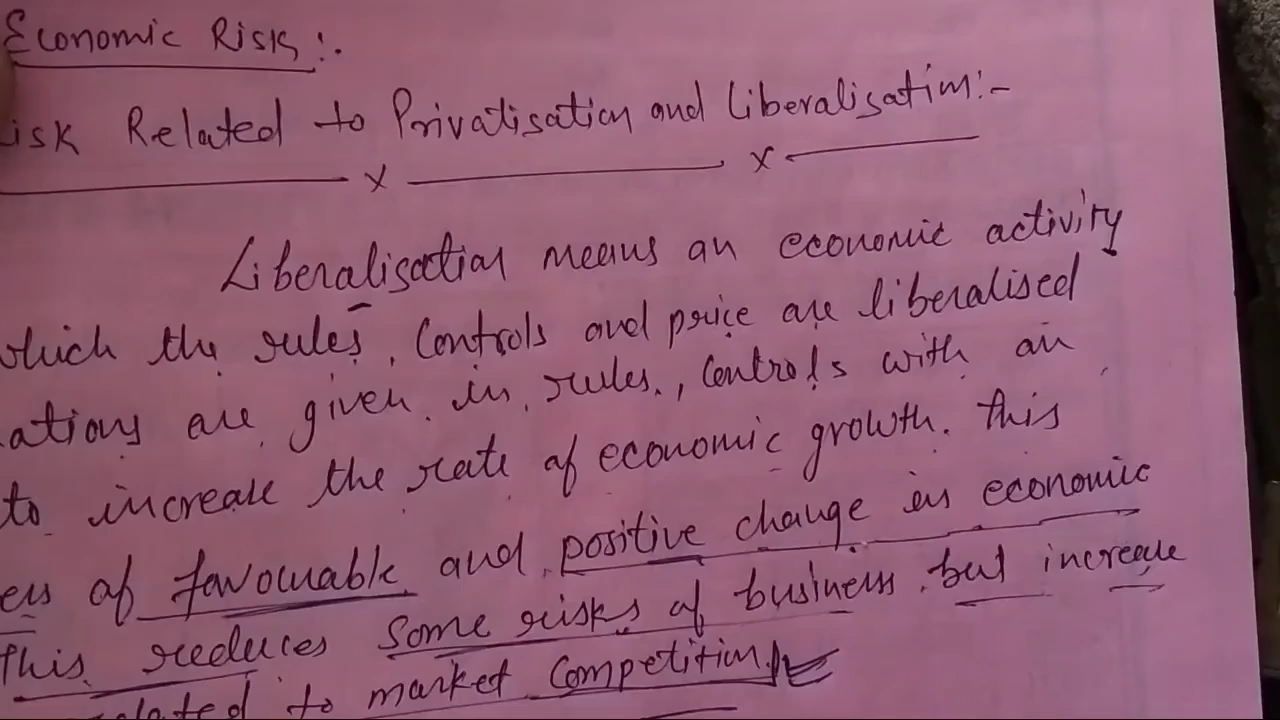 Economic Risk:.
isk Related to Privatisation and Liberalisation:-
x x
Liberalisation means an economic activity
which the rules, controls and price are liberalised
ations are given in rules, controls with an
to increase the rate of economic growth. This
ers of favourable and positive change in economic
This reduces some risks of business but increase
related to market competition.